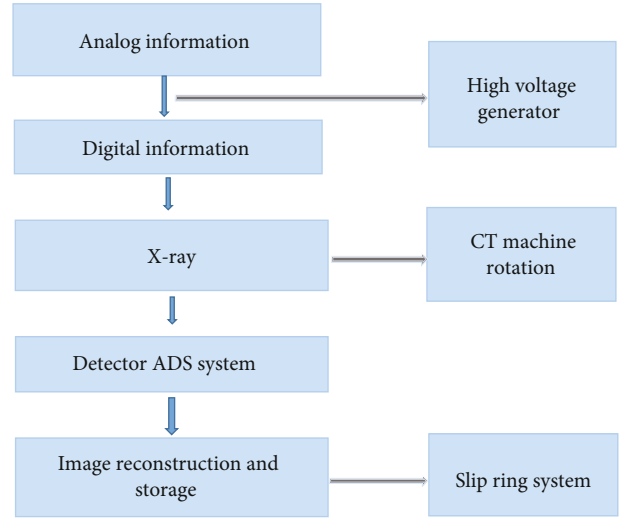 Analog information
High voltage
generator
Digital information
X-ray
CT machine
rotation
Detector ADS system
Image reconstruction and
storage
Slip ring system